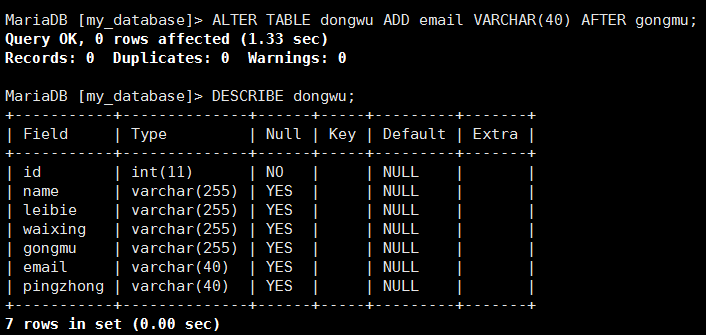 MariaDB [my_database]> ALTER TABLE dongwu ADD email VARCHAR(40) AFTER gongmu;
Query OK, 0 rows affected (1.33 sec)
Records: 0  Duplicates: 0  Warnings: 0

MariaDB [my_database]> DESCRIBE dongwu;
+-----------+--------------+------+-----+---------+-------+
| Field     | Type         | Null | Key | Default | Extra |
+-----------+--------------+------+-----+---------+-------+
| id        | int(11)      | NO   |     | NULL    |       |
| name      | varchar(255) | YES  |     | NULL    |       |
| leibie    | varchar(255) | YES  |     | NULL    |       |
| waixing   | varchar(255) | YES  |     | NULL    |       |
| gongmu    | varchar(255) | YES  |     | NULL    |       |
| email     | varchar(40)  | YES  |     | NULL    |       |
| pingzhong | varchar(40)  | YES  |     | NULL    |       |
+-----------+--------------+------+-----+---------+-------+
7 rows in set (0.00 sec)